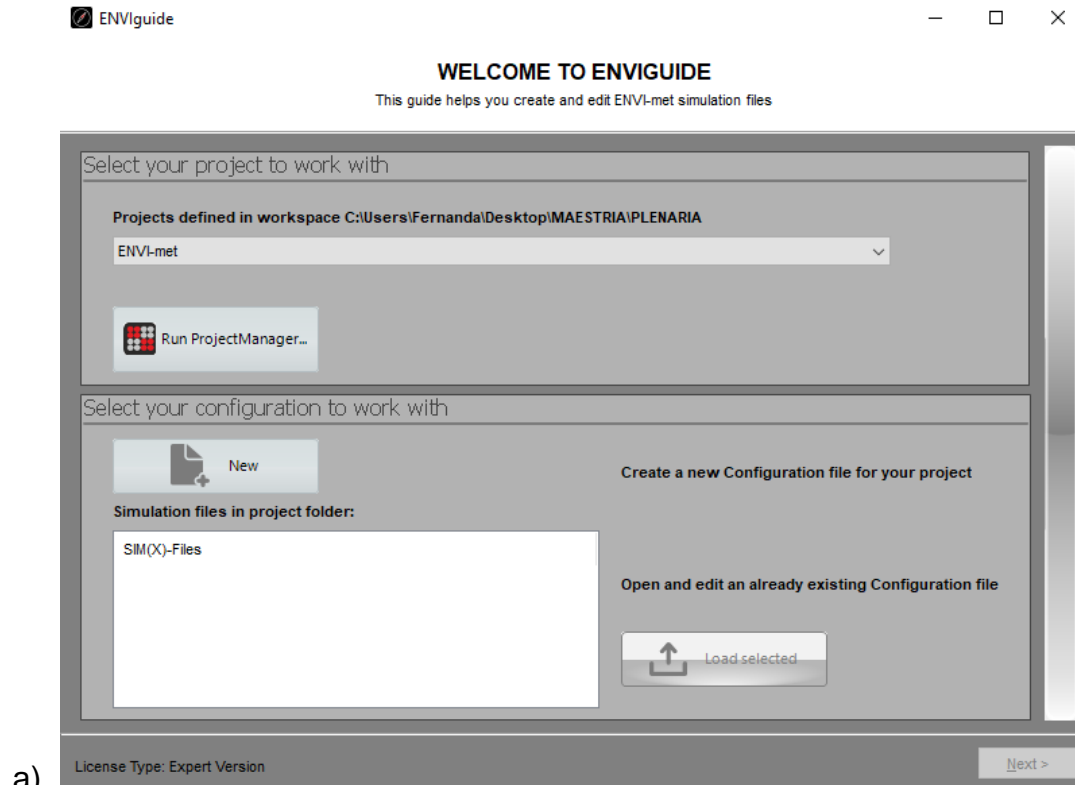 ENVIguide
WELCOME TO ENVIGUIDE
This guide helps you create and edit ENVI-met simulation files
Select your project to work with
Projects defined in workspace C:\Users\Fernanda\Desktop\MAESTRIA\PLENARIA
ENVI-met
Run ProjectManager...
Select your configuration to work with
New
Create a new Configuration file for your project
Simulation files in project folder:
SIM(X)-Files
Open and edit an already existing Configuration file
Load selected
a)
License Type: Expert Version
Next >